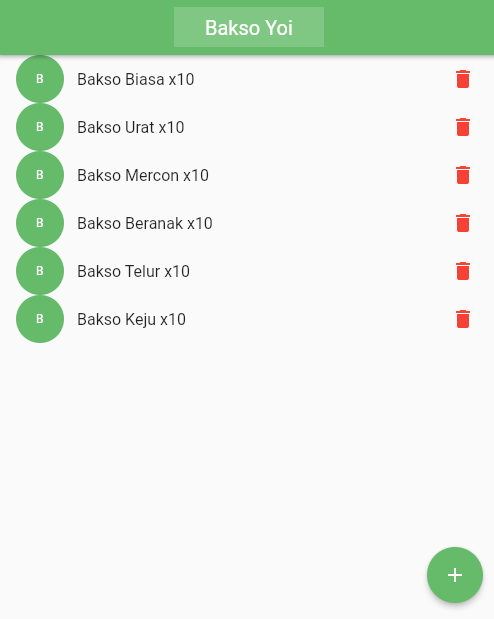 Bakso Yoi
B
Bakso Biasa x10
B
Bakso Urat x10
B
Bakso Mercon x10
B
Bakso Beranak x10
B
Bakso Telur x10
B
Bakso Keju x10